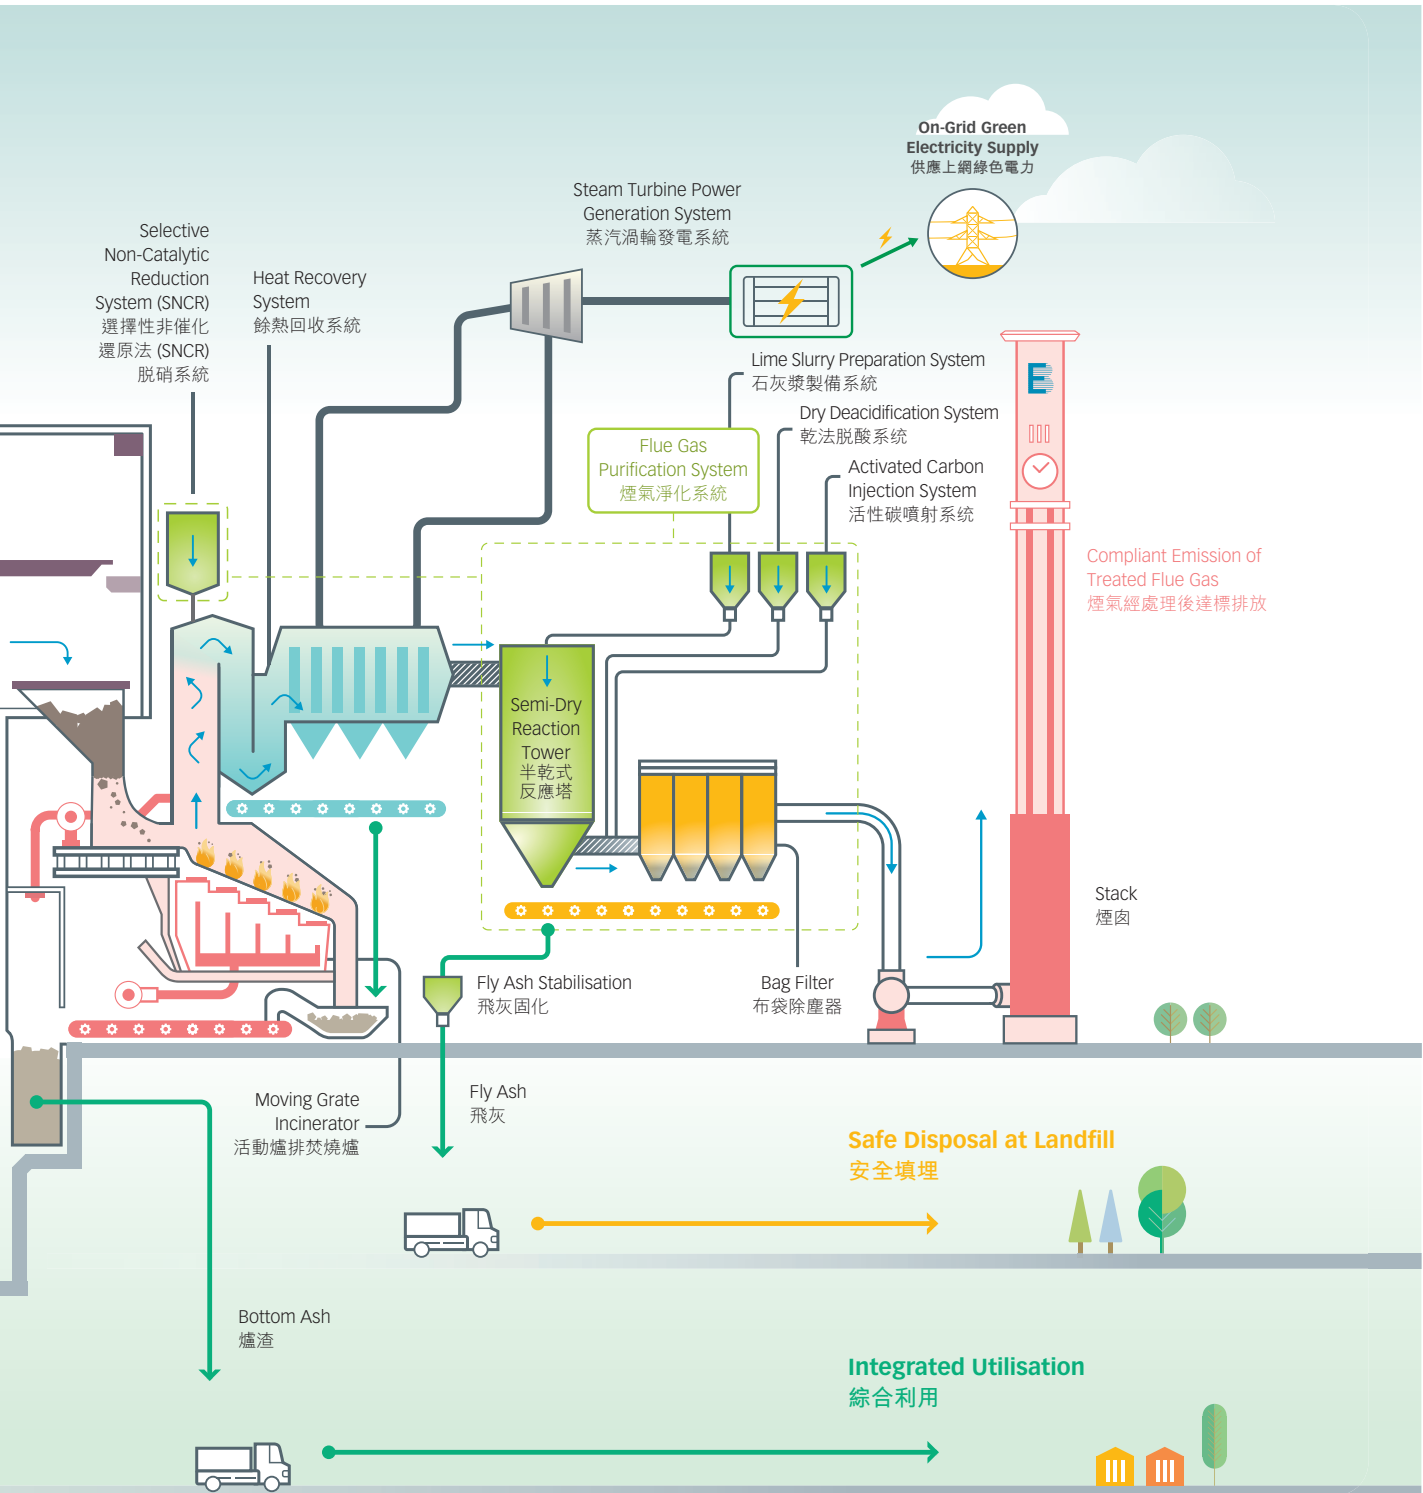 On-Grid Green
Electricity Supply
供應上網綠色電力
Steam Turbine Power
Generation System
蒸汽渦輪發電系統
Selective
Non-Catalytic
Reduction
System (SNCR)
選擇性非催化
還原法 (SNCR)
脱硝系統
Heat Recovery
System
餘熱回收系統
Lime Slurry Preparation System
石灰漿製備系統
Dry Deacidification System
乾法脱酸系统
Flue Gas
Purification System
煙氣淨化系統
Activated Carbon
Injection System
活性碳噴射系统
Compliant Emission of
Treated Flue Gas
煙氣經處理後達標排放
Semi-Dry
Reaction
Tower
半乾式
反應塔
Stack
煙囪
Fly Ash Stabilisation
飛灰固化
Bag Filter
布袋除塵器
Moving Grate
Incinerator
活動爐排焚燒爐
Fly Ash
飛灰
Safe Disposal at Landfill
安全填埋
Bottom Ash
爐渣
Integrated Utilisation
綜合利用